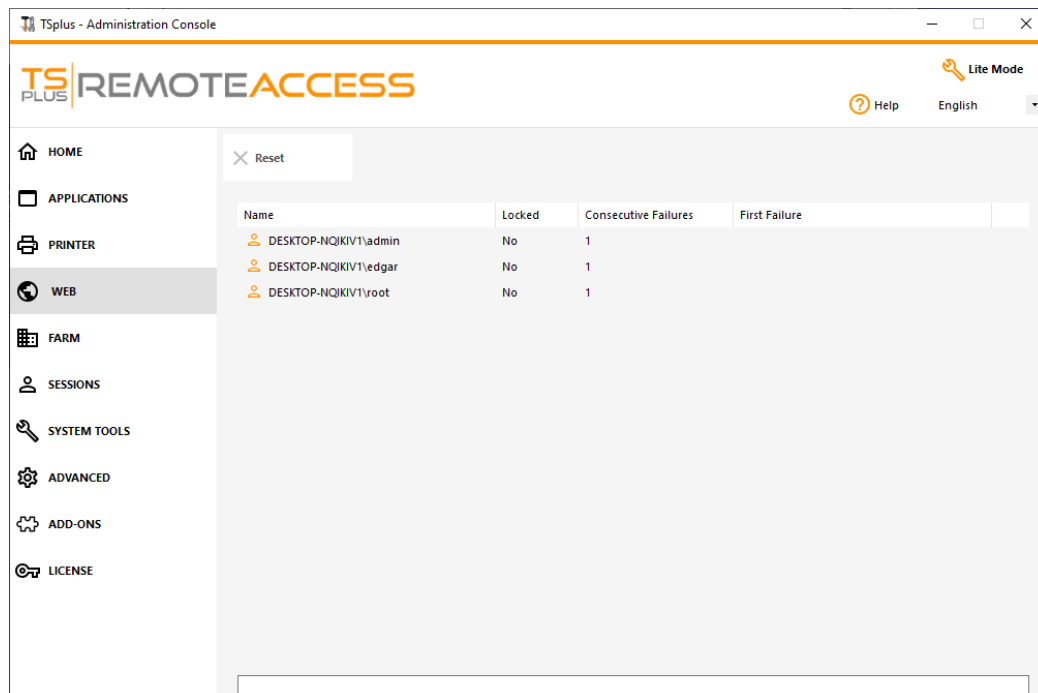 TSplus - Administration Console
TS PLUS REMOTEACCESS
Lite Mode
Help English
HOME
APPLICATIONS
PRINTER
WEB
FARM
SESSIONS
SYSTEM TOOLS
ADVANCED
ADD-ONS
LICENSE
Reset
Name Locked Consecutive Failures First Failure
DESKTOP-NQIKIV1\admin No 1
DESKTOP-NQIKIV1\edgar No 1
DESKTOP-NQIKIV1\root No 1